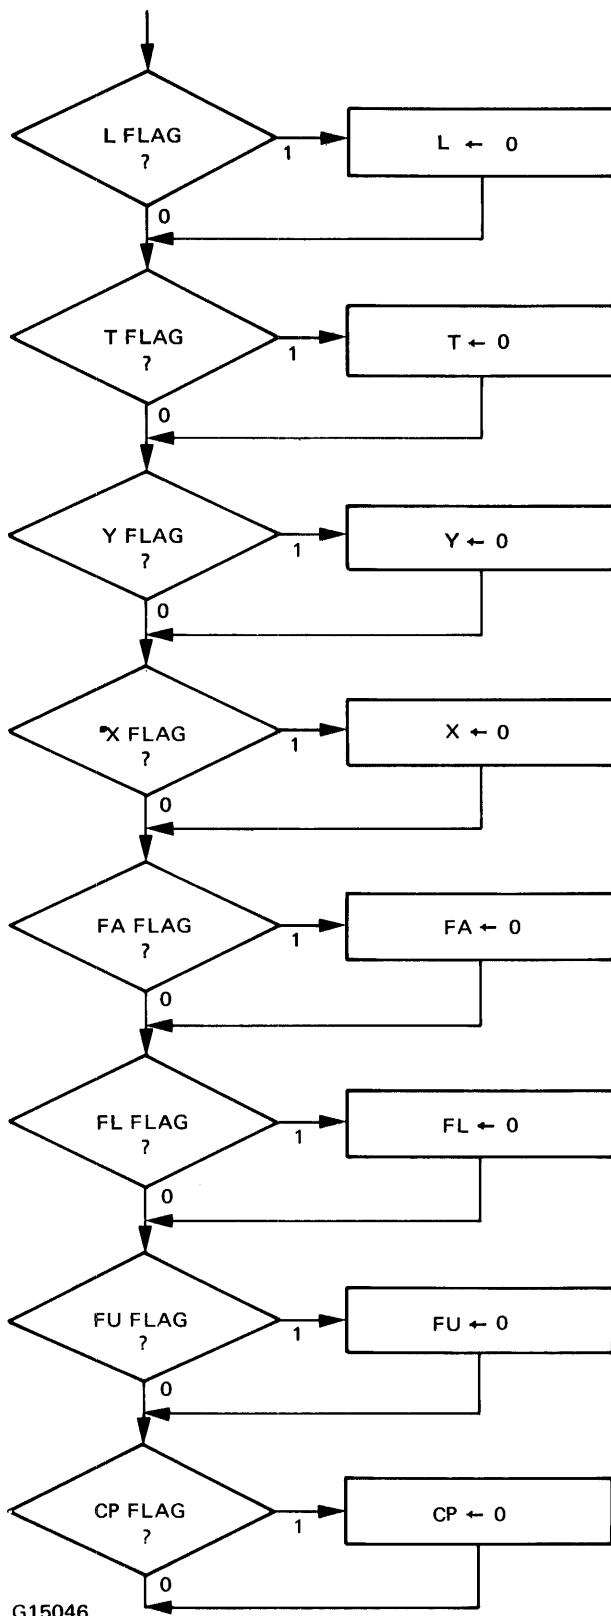 L FLAG
?
1
L ← 0
0
T FLAG
?
1
T ← 0
0
Y FLAG
?
1
Y ← 0
0
X FLAG
?
1
X ← 0
0
FA FLAG
?
1
FA ← 0
0
FL FLAG
?
1
FL ← 0
0
FU FLAG
?
1
FU ← 0
0
CP FLAG
?
1
CP ← 0
0
G15046